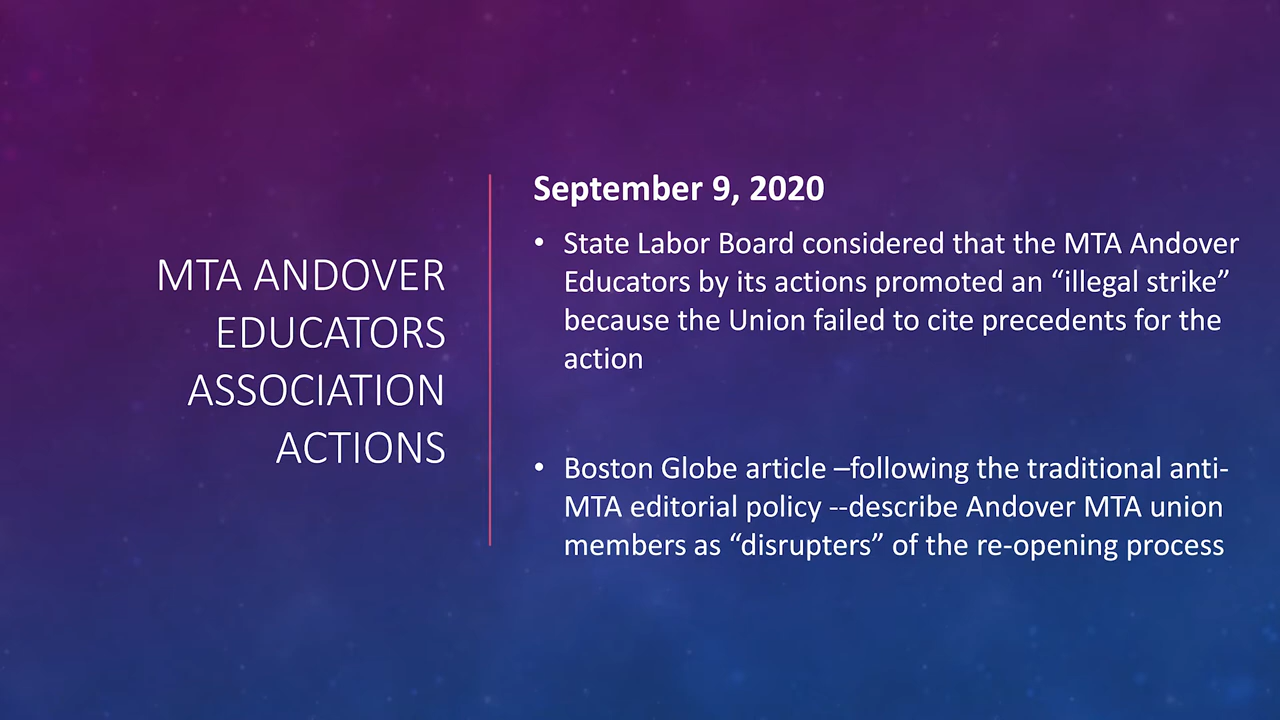 MTA ANDOVER
EDUCATORS
ASSOCIATION
ACTIONS
September 9, 2020
• State Labor Board considered that the MTA Andover
Educators by its actions promoted an “illegal strike”
because the Union failed to cite precedents for the
action
• Boston Globe article –following the traditional anti-
MTA editorial policy --describe Andover MTA union
members as “disrupters” of the re-opening process